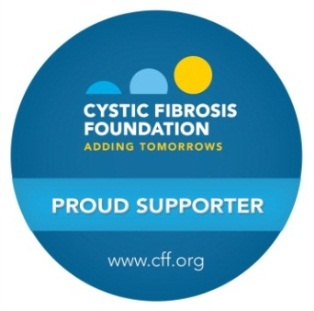 CYSTIC FIBROSIS
FOUNDATION
ADDING TOMORROWS
PROUD SUPPORTER
www.cff.org